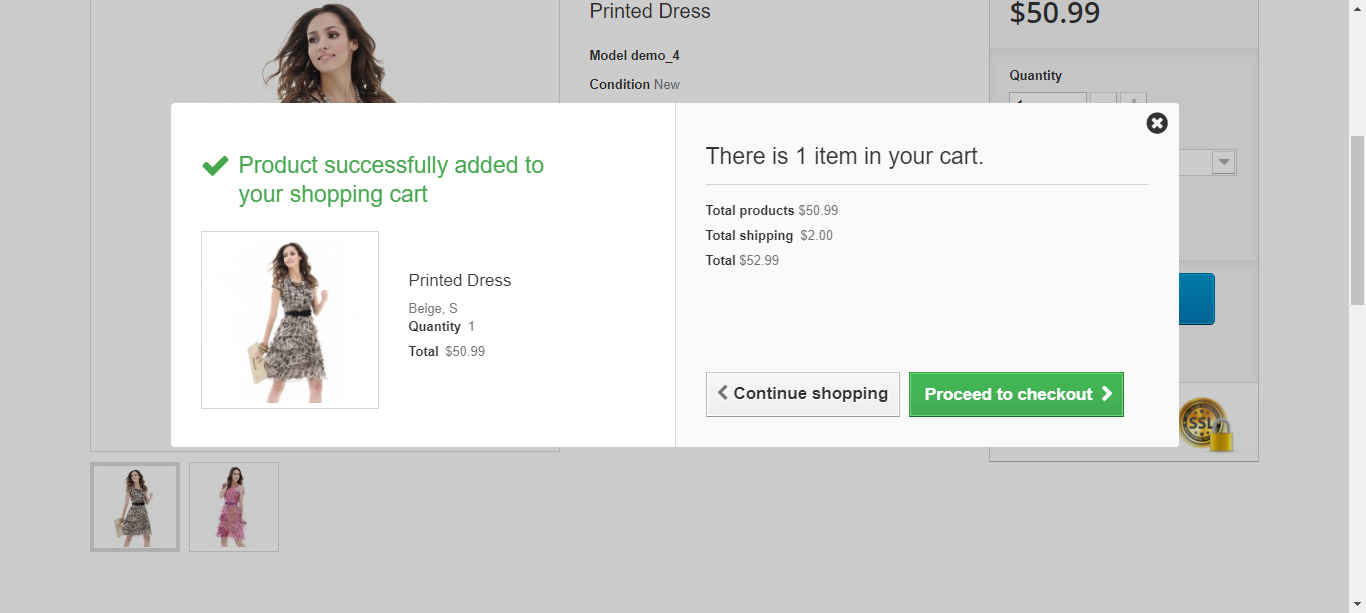 Printed Dress
$50.99
Model demo_4
Condition New
Quantity
Product successfully added to
your shopping cart
Printed Dress
Beige, S
Quantity 1
Total $50.99
There is 1 item in your cart.
Total products $50.99
Total shipping $2.00
Total $52.99
Continue shopping
Proceed to checkout
SSL